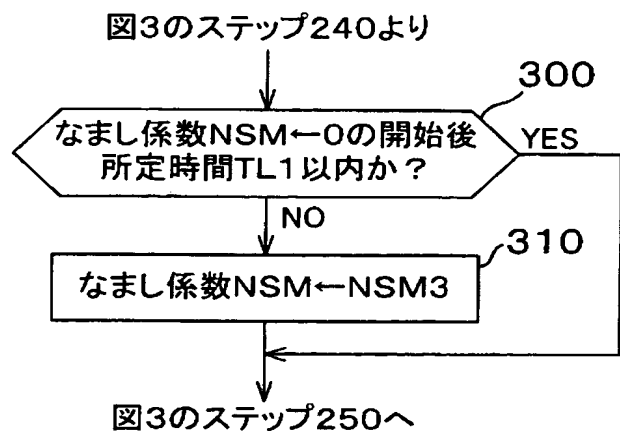 図3のステップ240より
300
なまし係数NSM←0の開始後
所定時間TL1以内か？
YES
NO
310
なまし係数NSM←NSM3
図3のステップ250へ